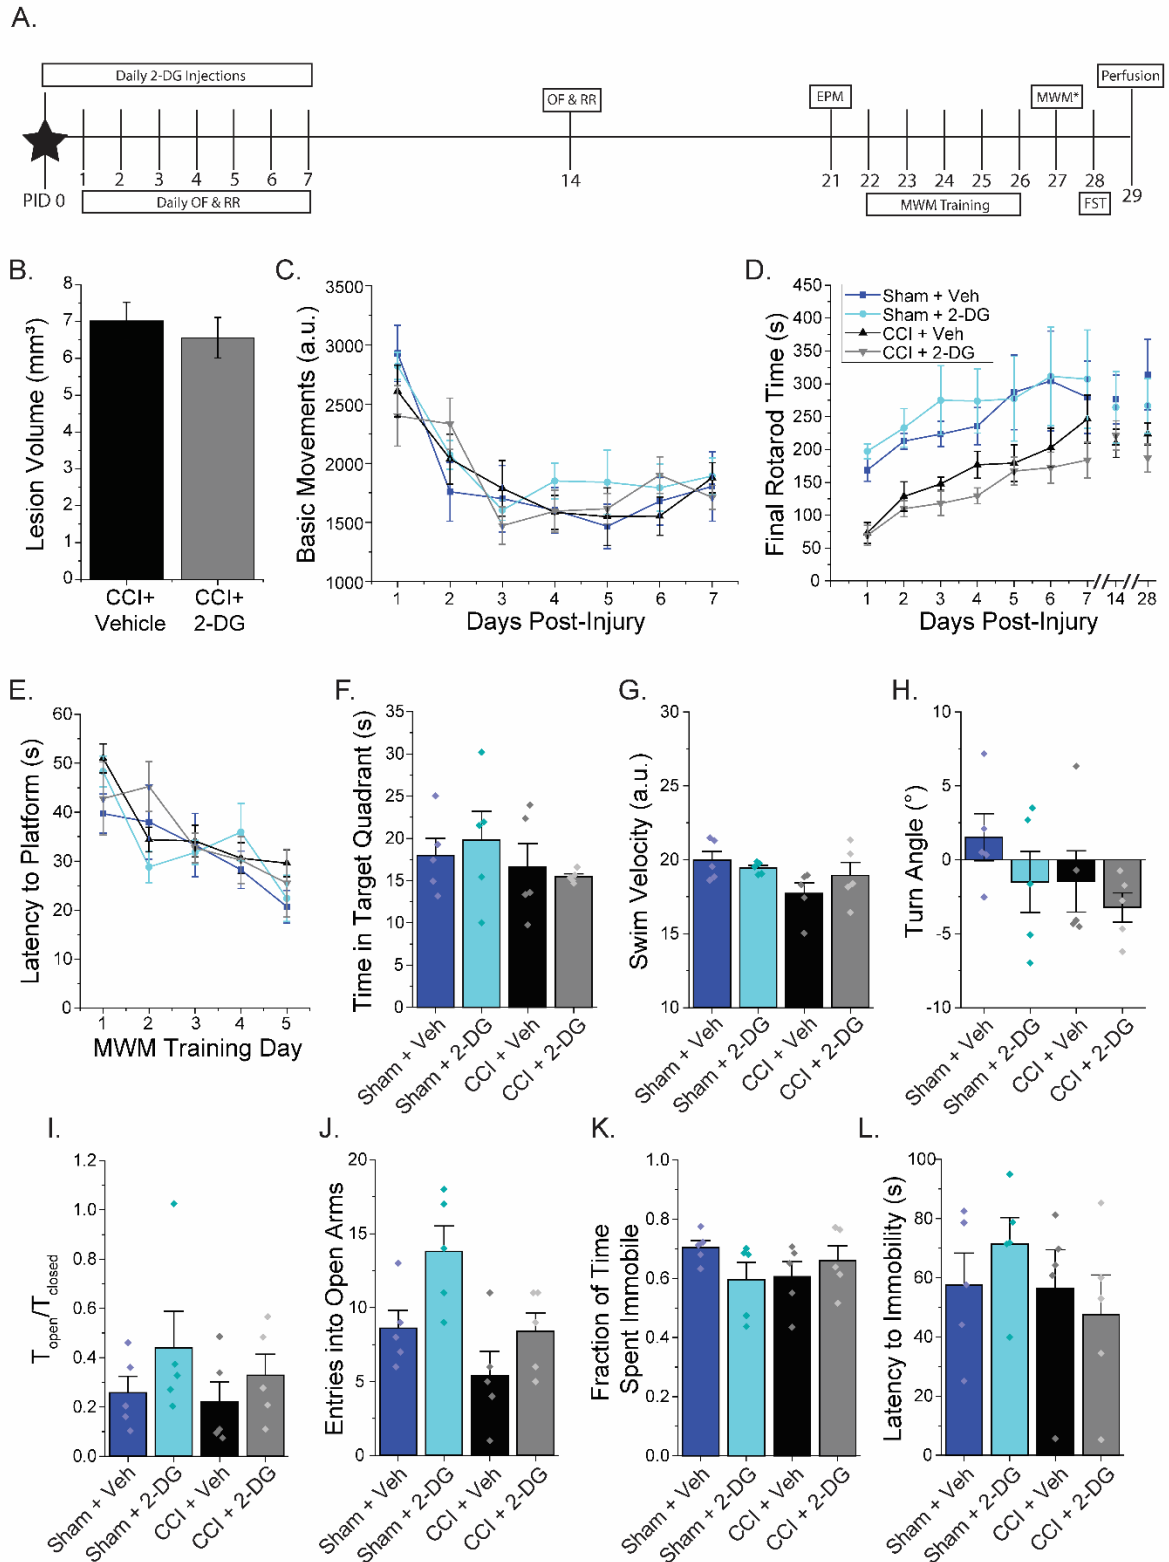 A.
Daily 2-DG Injections
OF & RR
EPM
MWM*
Perfusion
PID 0
1 2 3 4 5 6 7
14
21 22 23 24 25 26 27 28
29
Daily OF & RR
MWM Training
FST
B.
Lesion Volume (mm³)
8
7
6
5
4
3
2
1
0
CCI+
Vehicle
CCI+
2-DG
C.
Basic Movements (a.u.)
3500
3000
2500
2000
1500
1000
1 2 3 4 5 6 7
Days Post-Injury
D.
Final Rotarod Time (s)
450
400
350
300
250
200
150
100
50
0
Sham + Veh
Sham + 2-DG
CCI + Veh
CCI + 2-DG
1 2 3 4 5 6 7 14 28
Days Post-Injury
E.
Latency to Platform (s)
60
50
40
30
20
10
0
1 2 3 4 5
MWM Training Day
F.
Time in Target Quadrant (s)
35
30
25
20
15
10
5
0
Sham + Veh
Sham + 2-DG
CCI + Veh
CCI + 2-DG
G.
Swim Velocity (a.u.)
25
20
15
10
Sham + Veh
Sham + 2-DG
CCI + Veh
CCI + 2-DG
H.
Turn Angle (°)
10
5
0
-5
-10
Sham + Veh
Sham + 2-DG
CCI + Veh
CCI + 2-DG
I.
Topen/Tclosed
1.2
1.0
0.8
0.6
0.4
0.2
0.0
Sham + Veh
Sham + 2-DG
CCI + Veh
CCI + 2-DG
J.
Entries into Open Arms
20
15
10
5
0
Sham + Veh
Sham + 2-DG
CCI + Veh
CCI + 2-DG
K.
Fraction of Time
Spent Immobile
1.0
0.8
0.6
0.4
0.2
0.0
Sham + Veh
Sham + 2-DG
CCI + Veh
CCI + 2-DG
L.
Latency to Immobility (s)
100
80
60
40
20
0
Sham + Veh
Sham + 2-DG
CCI + Veh
CCI + 2-DG